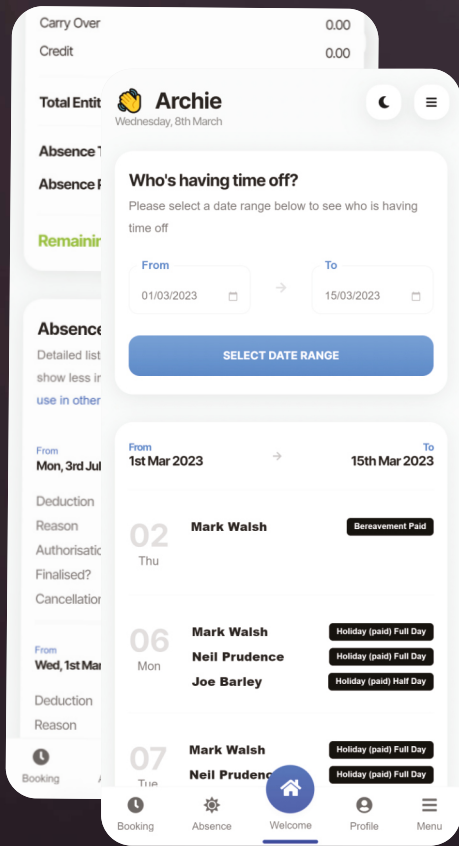 Carry Over 0.00
Credit 0.00
Total Entit
Absence
Absence
Remainin
Absence
Detailed list
show less in
use in other
From
Mon, 3rd Jul
Deduction
Reason
Authorisatio
Finalised?
Cancellation
From
Wed, 1st Mar
Deduction
Reason
Booking
Archie
Wednesday, 8th March
Who's having time off?
Please select a date range below to see who is having
time off
From To
01/03/2023 15/03/2023
SELECT DATE RANGE
From To
1st Mar 2023 15th Mar 2023
02 Mark Walsh Bereavement Paid
Thu
06 Mark Walsh Holiday (paid) Full Day
Mon Neil Prudence Holiday (paid) Full Day
Joe Barley Holiday (paid) Half Day
07 Mark Walsh Holiday (paid) Full Day
Tue Neil Prudenc Holiday (paid) Full Day
Booking Absence Welcome Profile Menu